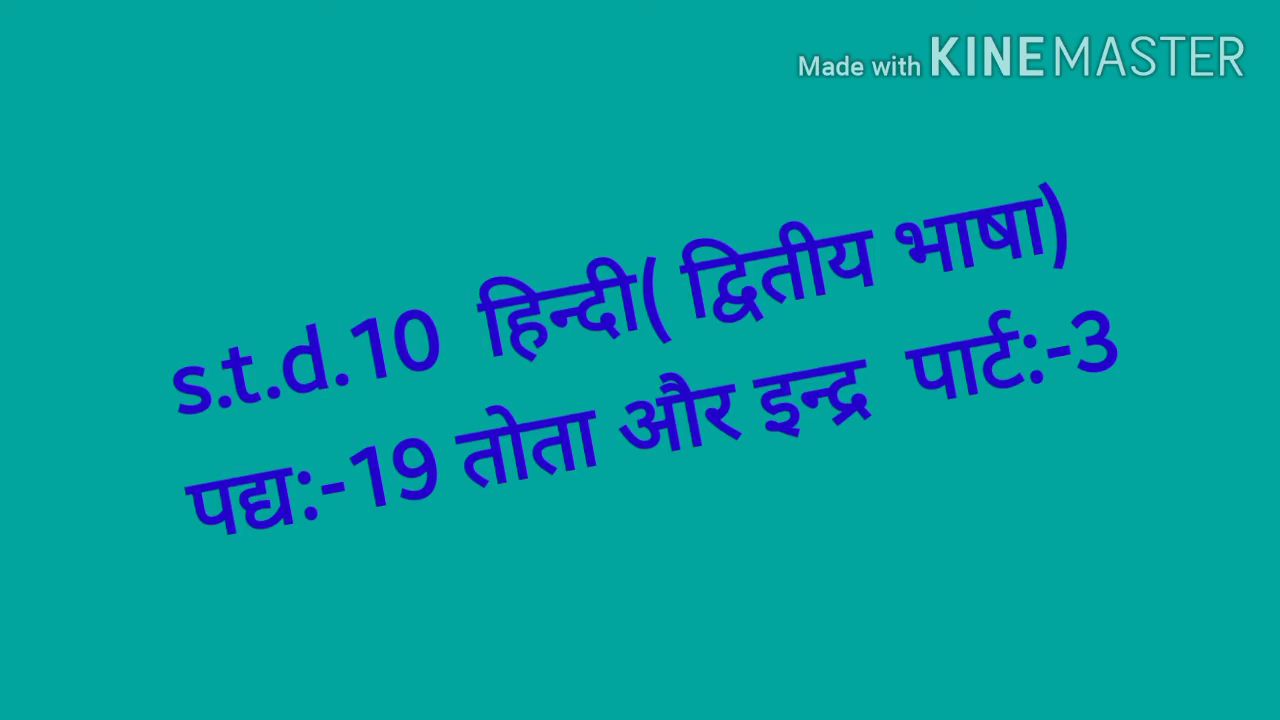 Made with KINEMASTER
s.t.d.10 हिन्दी( द्वितीय भाषा)
पद्य:-19 तोता और इन्द्र पार्ट:-3